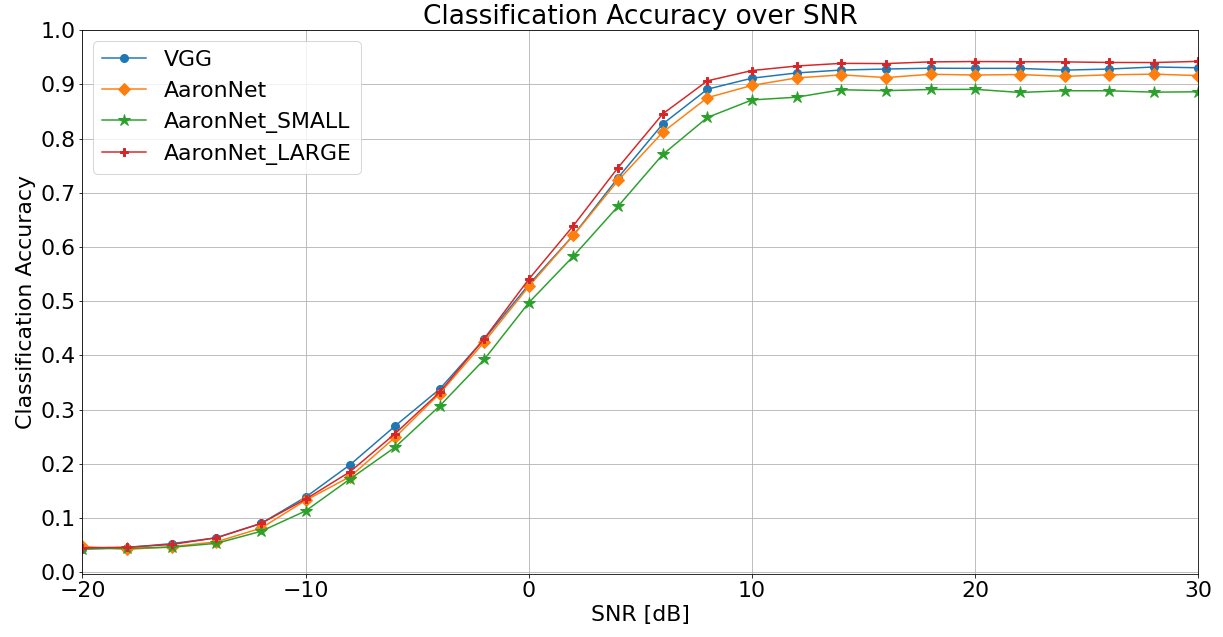 Classification Accuracy over SNR
1.0
0.9
0.8
0.7
0.6
0.5
0.4
0.3
0.2
0.1
0.0
Classification Accuracy
VGG
AaronNet
AaronNet_SMALL
AaronNet_LARGE
−20
−10
0
10
20
30
SNR [dB]